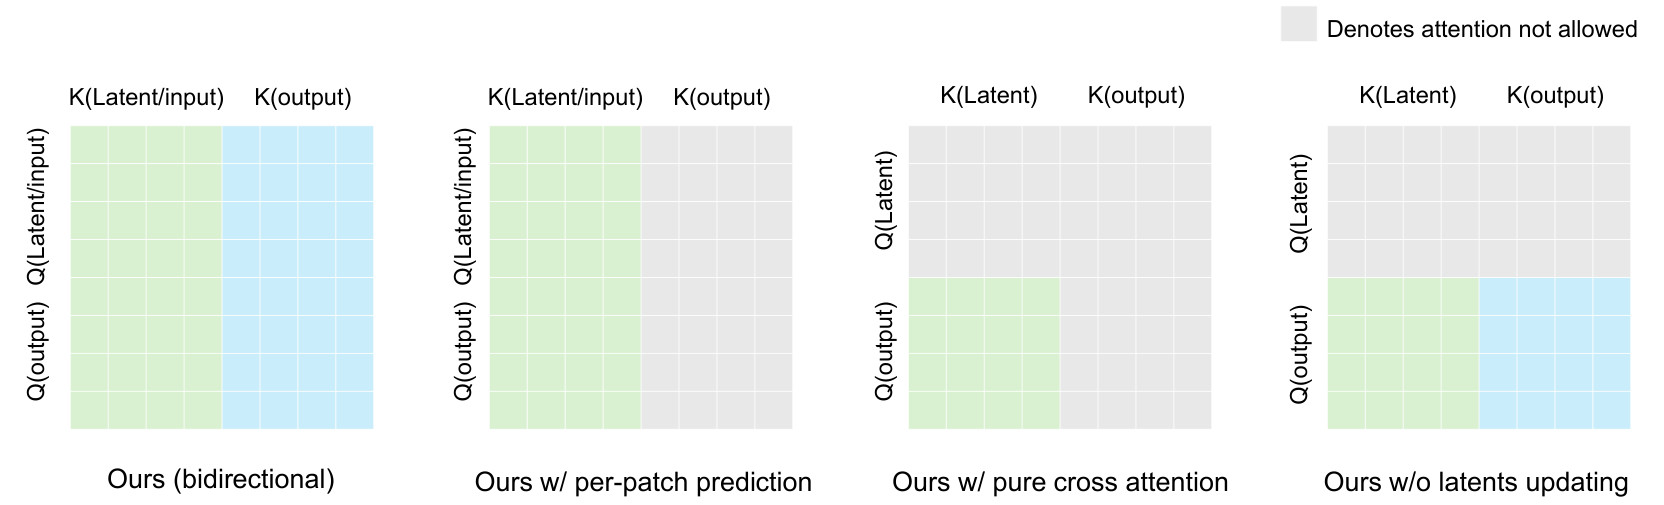 Denotes attention not allowed
K(Latent/input) K(output)
Q(Latent/input)
Q(output)
Ours (bidirectional)
K(Latent/input) K(output)
Q(Latent/input)
Q(output)
Ours w/ per-patch prediction
K(Latent) K(output)
Q(Latent)
Q(output)
Ours w/ pure cross attention
K(Latent) K(output)
Q(Latent)
Q(output)
Ours w/o latents updating